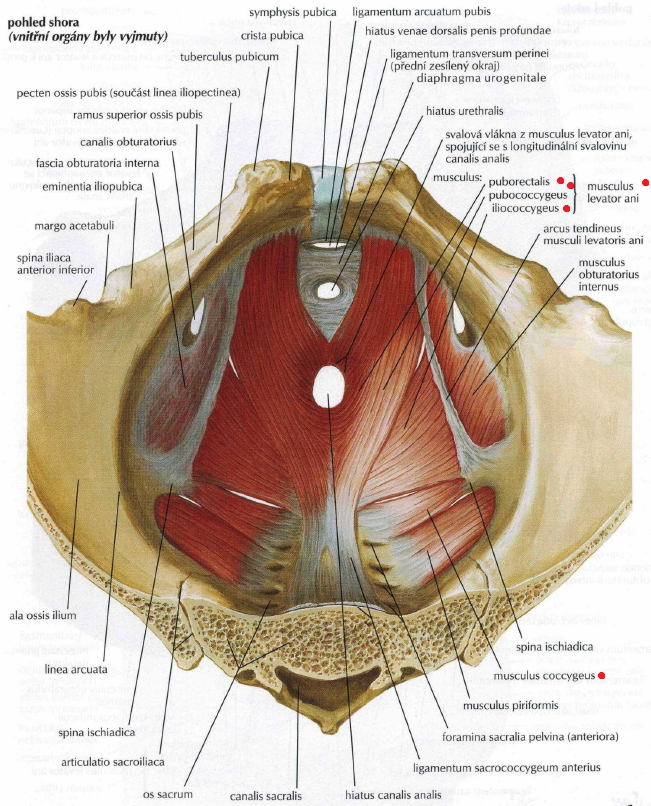 pohled shora
(vnitřní orgány byly vyjmuty)
symphysis pubica
crista pubica
tuberculus pubicum
pecten ossis pubis (součást linea iliopectinea)
ramus superior ossis pubis
canalis obturatorius
fascia obturatoria interna
eminentia iliopubica
margo acetabuli
spina iliaca
anterior inferior
ligamentum arcuatum pubis
hiatus venae dorsalis penis profundae
ligamentum transversum perinei
(přední zesílený okraj)
diaphragma urogenitale
hiatus urethralis
svalová vlákna z musculus levator ani,
spojující se s longitudinální svalovinu
canalis analis
musculus: puborectalis
pubococcygeus
iliococcygeus
musculus
levator ani
arcus tendineus
musculi levatoris ani
musculus
obturatorius
internus
ala ossis ilium
linea arcuata
spina ischiadica
articulatio sacroiliaca
os sacrum
canalis sacralis
hiatus canalis analis
spina ischiadica
musculus coccygeus
musculus piriformis
foramina sacralia pelvina (anteriora)
ligamentum sacrococcygeum anterius